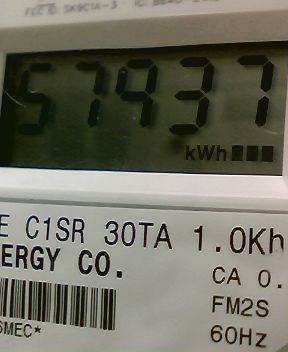 57937
kWh
E C1SR 30TA 1.0Kh
ERGY CO.
CA 0.
FM2S
60Hz
SMEC*